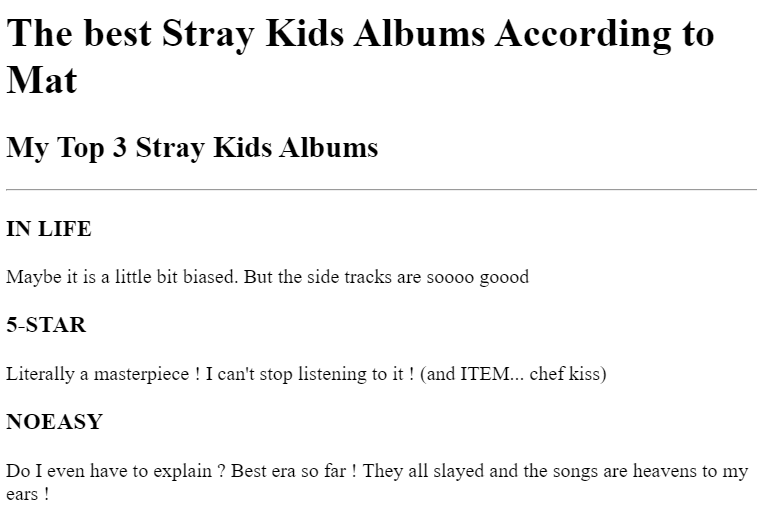 The best Stray Kids Albums According to
Mat
My Top 3 Stray Kids Albums
IN LIFE
Maybe it is a little bit biased. But the side tracks are soooo goood
5-STAR
Literally a masterpiece ! I can't stop listening to it ! (and ITEM... chef kiss)
NOEASY
Do I even have to explain ? Best era so far ! They all slayed and the songs are heavens to my
ears !